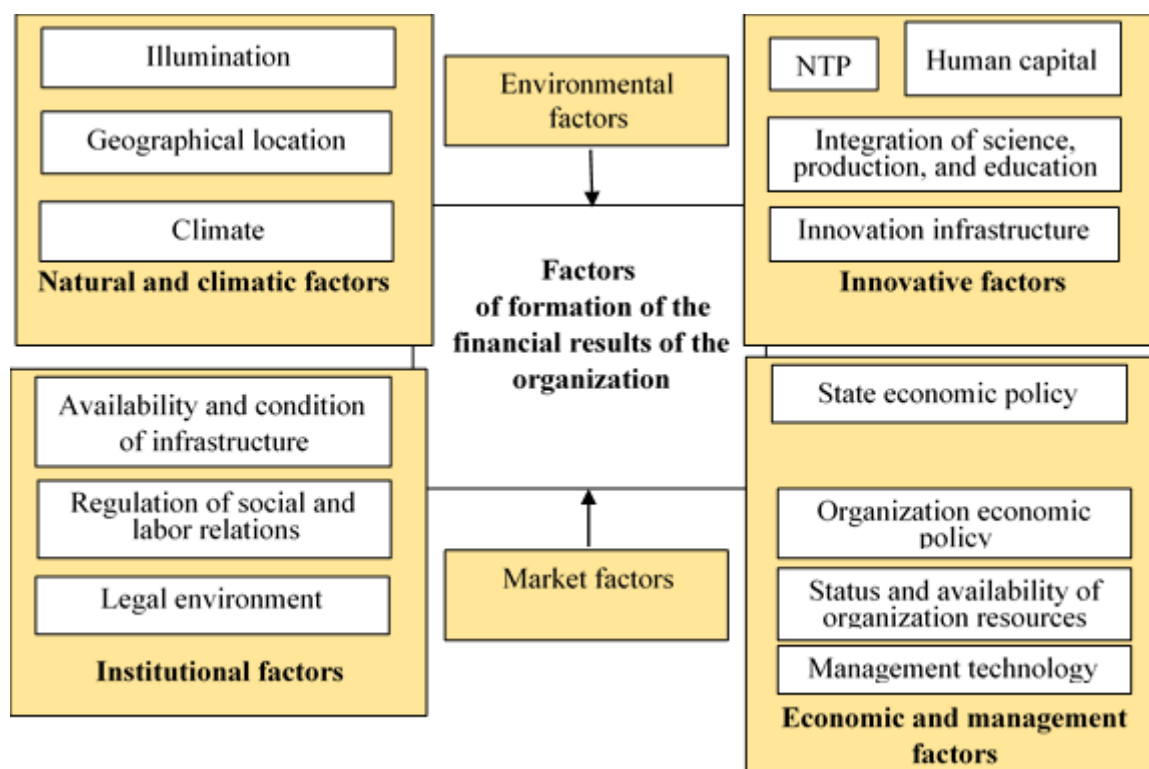 Illumination
Geographical location
Climate
Natural and climatic factors
Environmental
factors
NTP
Human capital
Integration of science,
production, and education
Innovation infrastructure
Innovative factors
Factors
of formation of the
financial results of the
organization
Availability and condition
of infrastructure
Regulation of social and
labor relations
Legal environment
Institutional factors
Market factors
State economic policy
Organization economic
policy
Status and availability of
organization resources
Management technology
Economic and management
factors